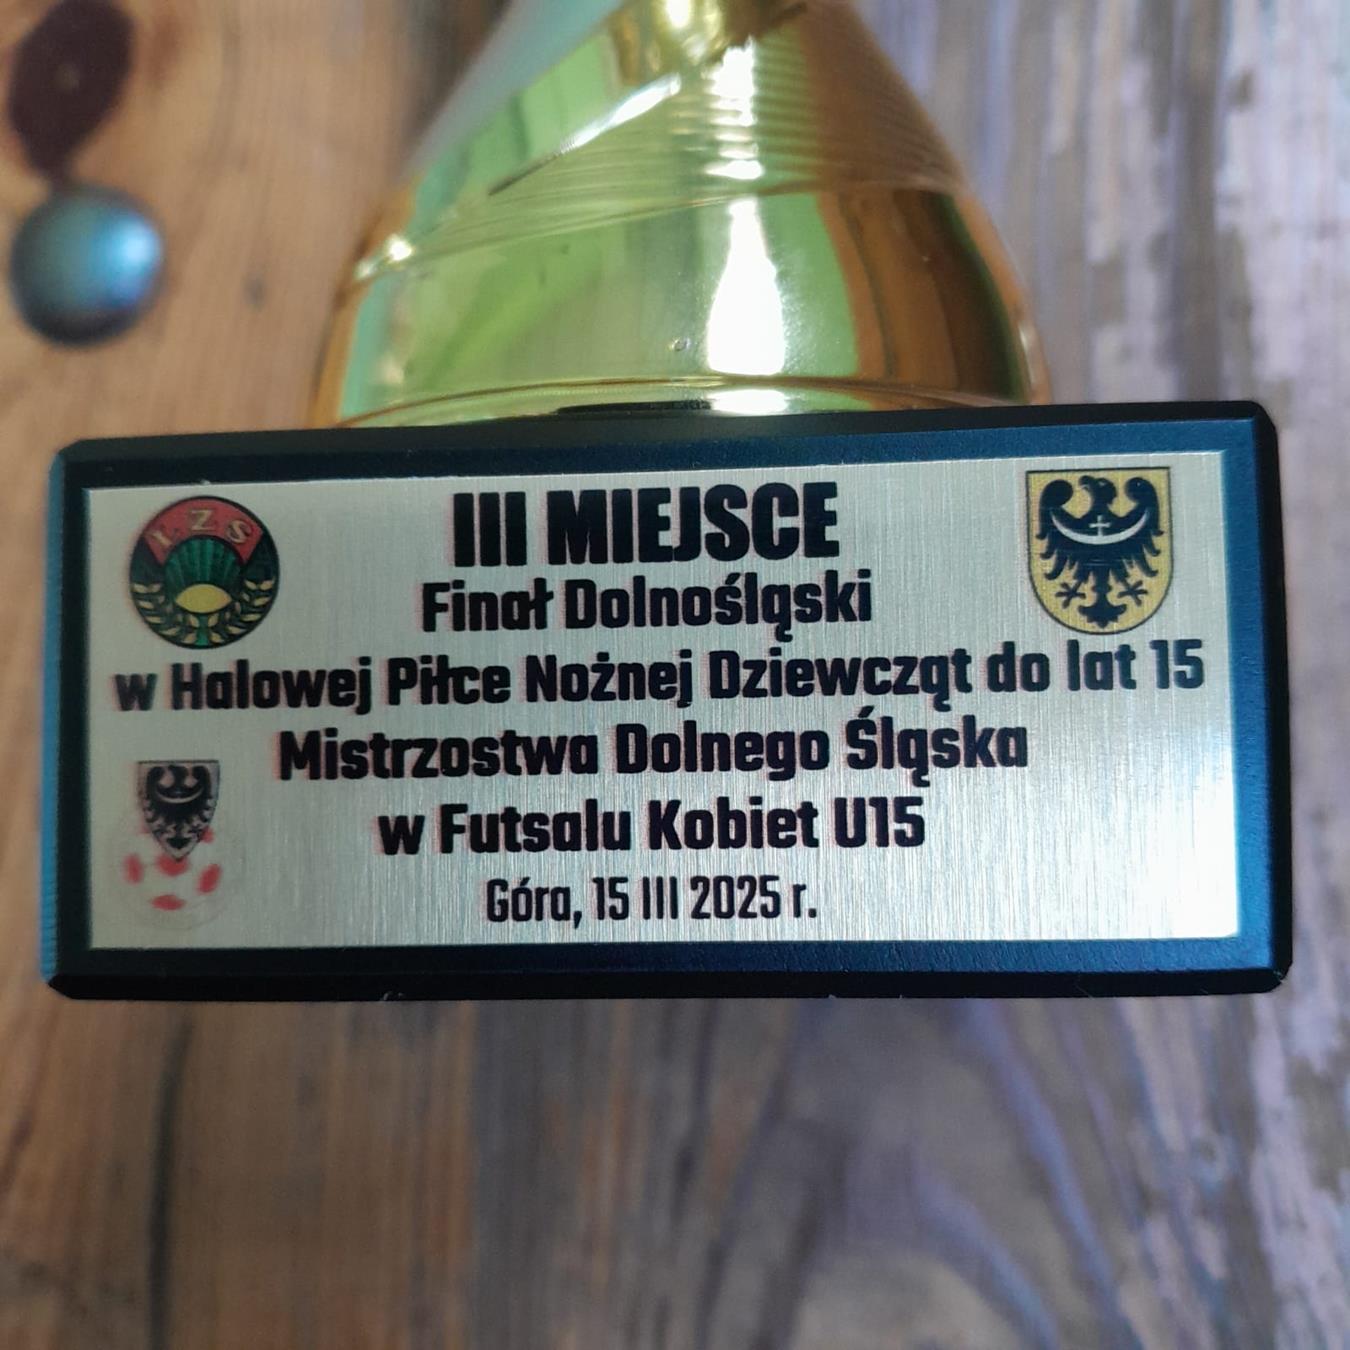 LZS
III MIEJSCE
Finał Dolnośląski
w Halowej Piłce Nożnej Dziewcząt do lat 15
Mistrzostwa Dolnego Śląska
w Futsalu Kobiet U15
Góra, 15 III 2025 r.